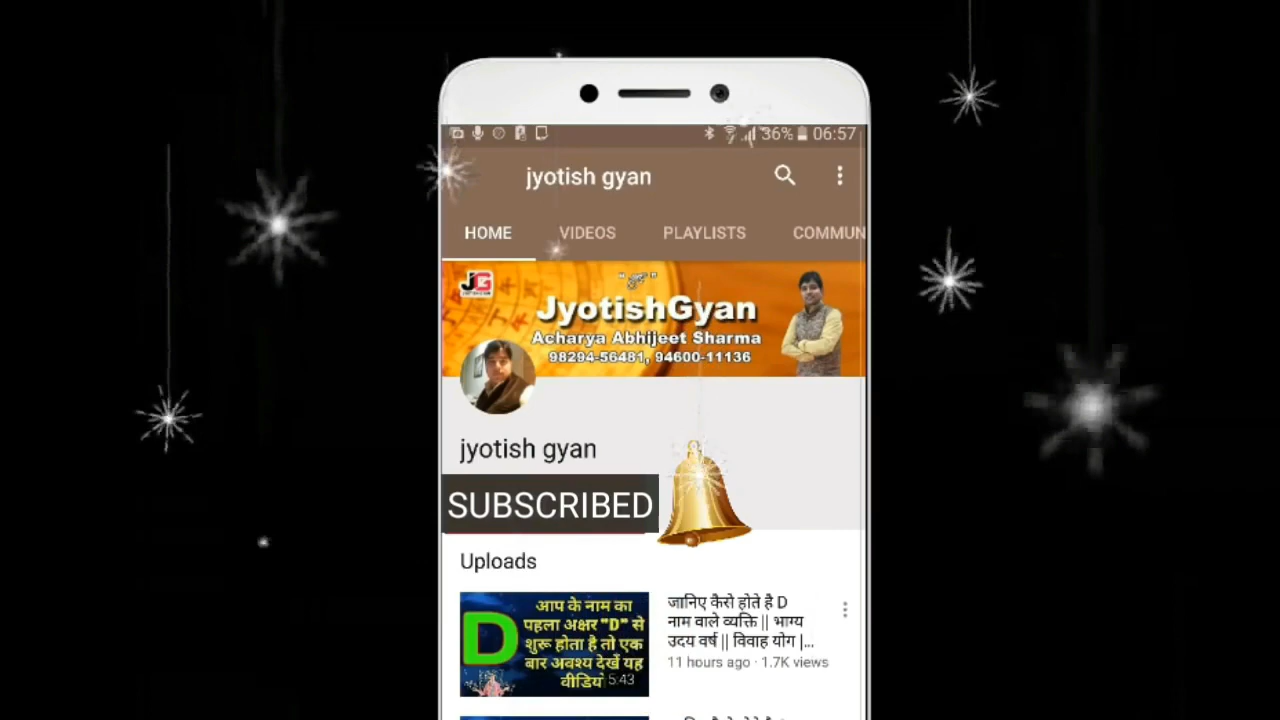 36% 06:57
jyotish gyan
HOME VIDEOS PLAYLISTS COMMUN
JG
JyotishGyan
Acharya Abhijeet Sharma
98294-56481, 94600-11136
jyotish gyan
SUBSCRIBED
Uploads
आप के नाम का
पहला अक्षर "D" से
शुरू होता है तो एक
बार अवश्य देखें यह
वीडियो
D
5:43
जानिए कैसे होते है D
नाम वाले व्यक्ति || भाग्य
उदय वर्ष || विवाह योग |...
11 hours ago · 1.7K views